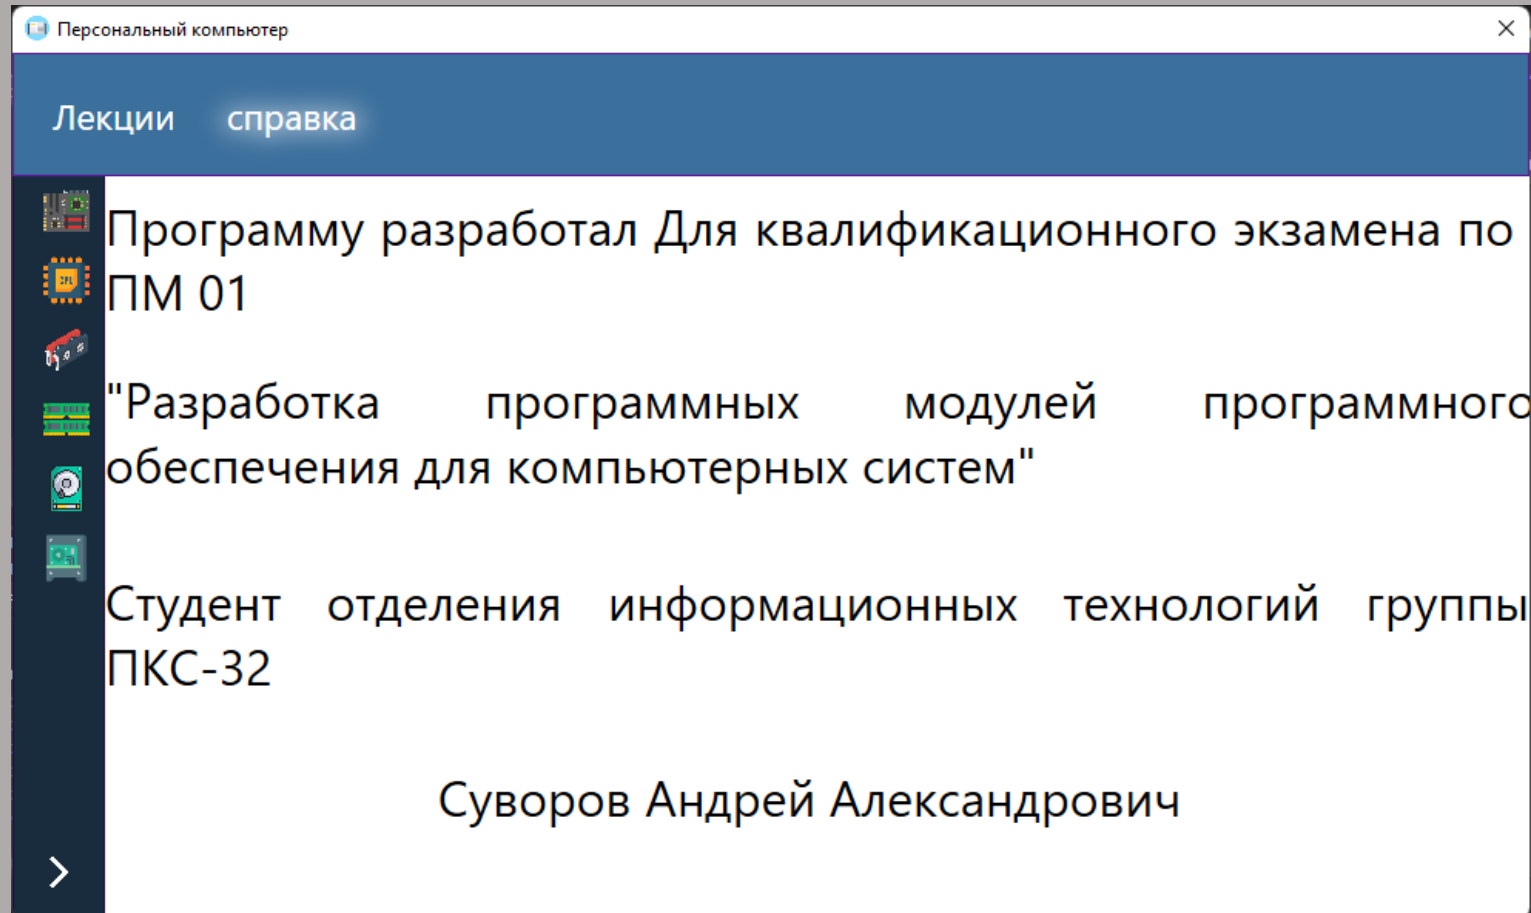 Персональный компьютер
Лекции справка
Программу разработал Для квалификационного экзамена по
ПМ 01
"Разработка программных модулей программного
обеспечения для компьютерных систем"
Студент отделения информационных технологий группы
ПКС-32
Суворов Андрей Александрович